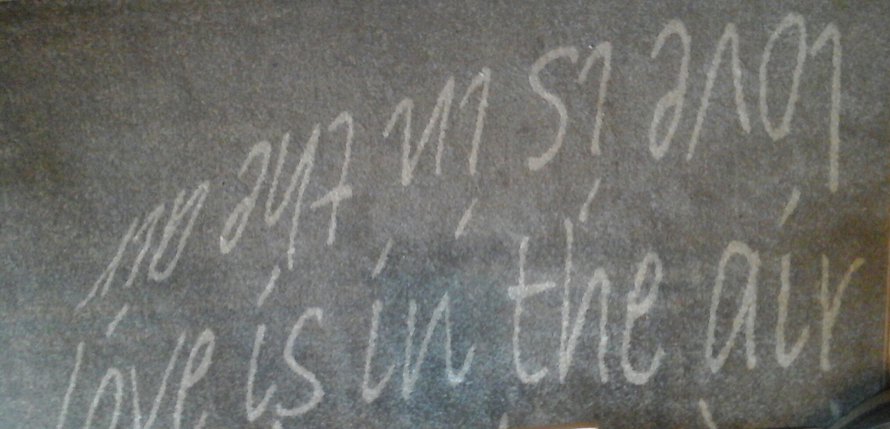 love is in the air
love is in the air